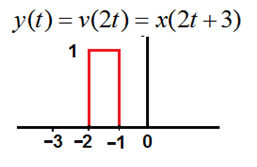 y(t) = v(2t) = x(2t + 3)
1
−3 −2 −1 0